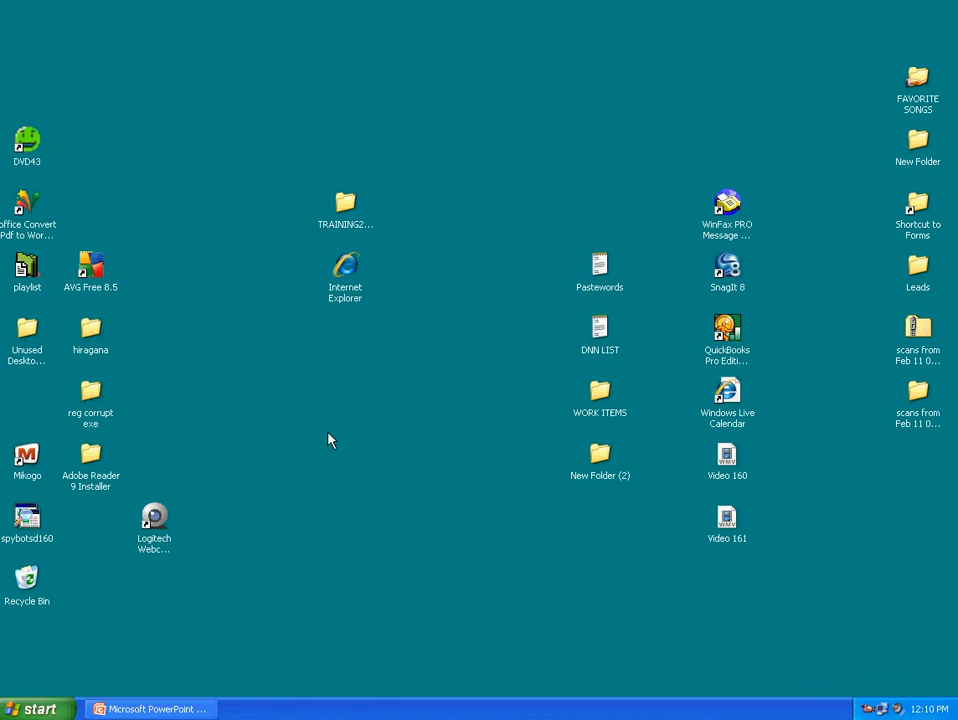 FAVORITE
SONGS
DVD43
New Folder
office Convert
Pdf to Wor...
TRAINING2...
WinFax PRO
Message ...
Shortcut to
Forms
playlist
AVG Free 8.5
Internet
Explorer
Pastewords
SnagIt 8
Leads
Unused
Deskto...
hiragana
DNN LIST
QuickBooks
Pro Editi...
scans from
Feb 11 0...
reg corrupt
exe
WORK ITEMS
Windows Live
Calendar
scans from
Feb 11 0...
Mikogo
Adobe Reader
9 Installer
New Folder (2)
Video 160
spybotsd160
Logitech
Webc...
Video 161
Recycle Bin
start
Microsoft PowerPoint ...
12:10 PM